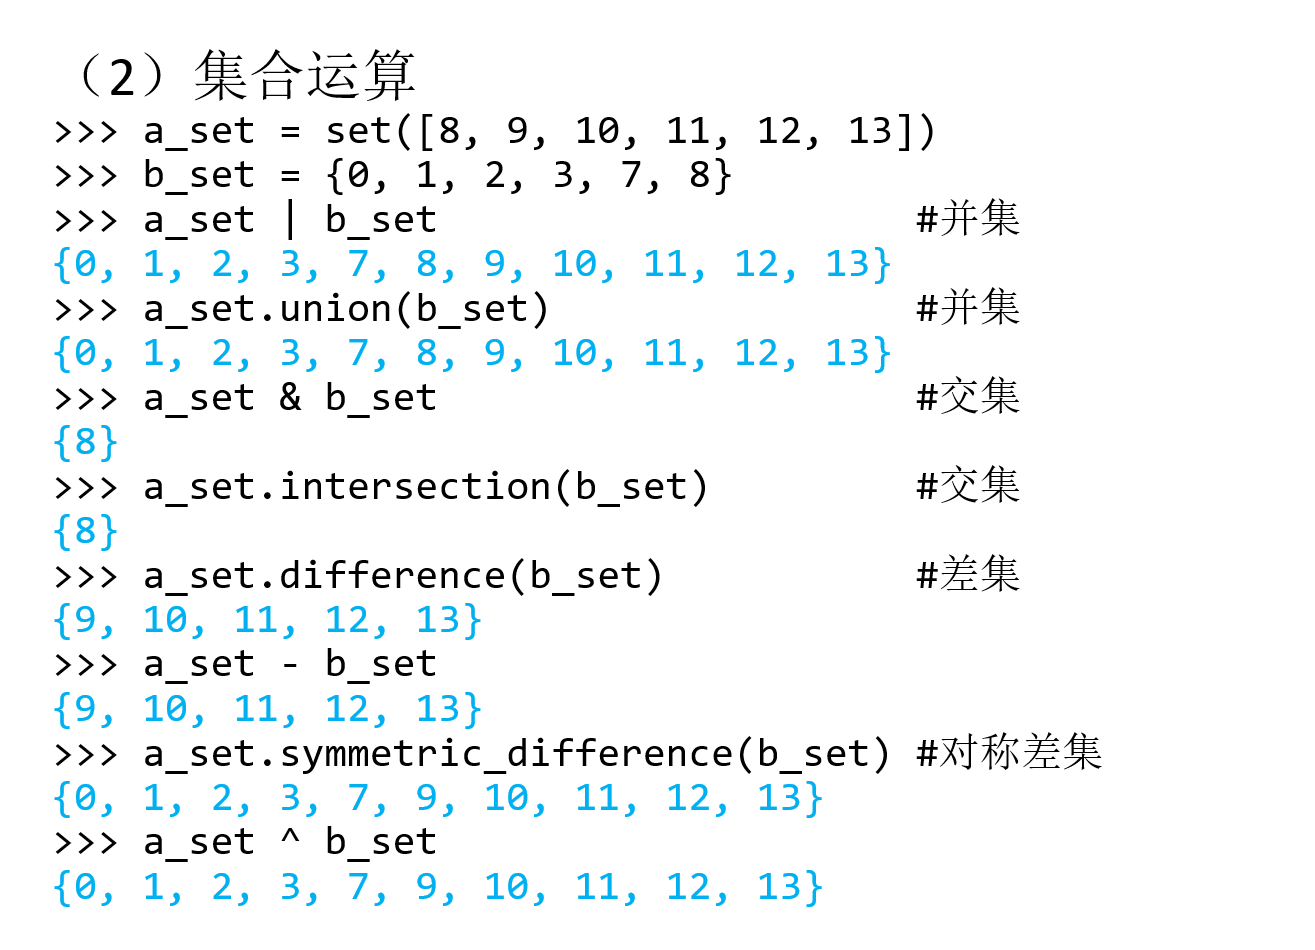 （2）集合运算
>>> a_set = set([8, 9, 10, 11, 12, 13])
>>> b_set = {0, 1, 2, 3, 7, 8}
>>> a_set | b_set                     #并集
{0, 1, 2, 3, 7, 8, 9, 10, 11, 12, 13}
>>> a_set.union(b_set)                #并集
{0, 1, 2, 3, 7, 8, 9, 10, 11, 12, 13}
>>> a_set & b_set                     #交集
{8}
>>> a_set.intersection(b_set)         #交集
{8}
>>> a_set.difference(b_set)           #差集
{9, 10, 11, 12, 13}
>>> a_set - b_set
{9, 10, 11, 12, 13}
>>> a_set.symmetric_difference(b_set) #对称差集
{0, 1, 2, 3, 7, 9, 10, 11, 12, 13}
>>> a_set ^ b_set
{0, 1, 2, 3, 7, 9, 10, 11, 12, 13}